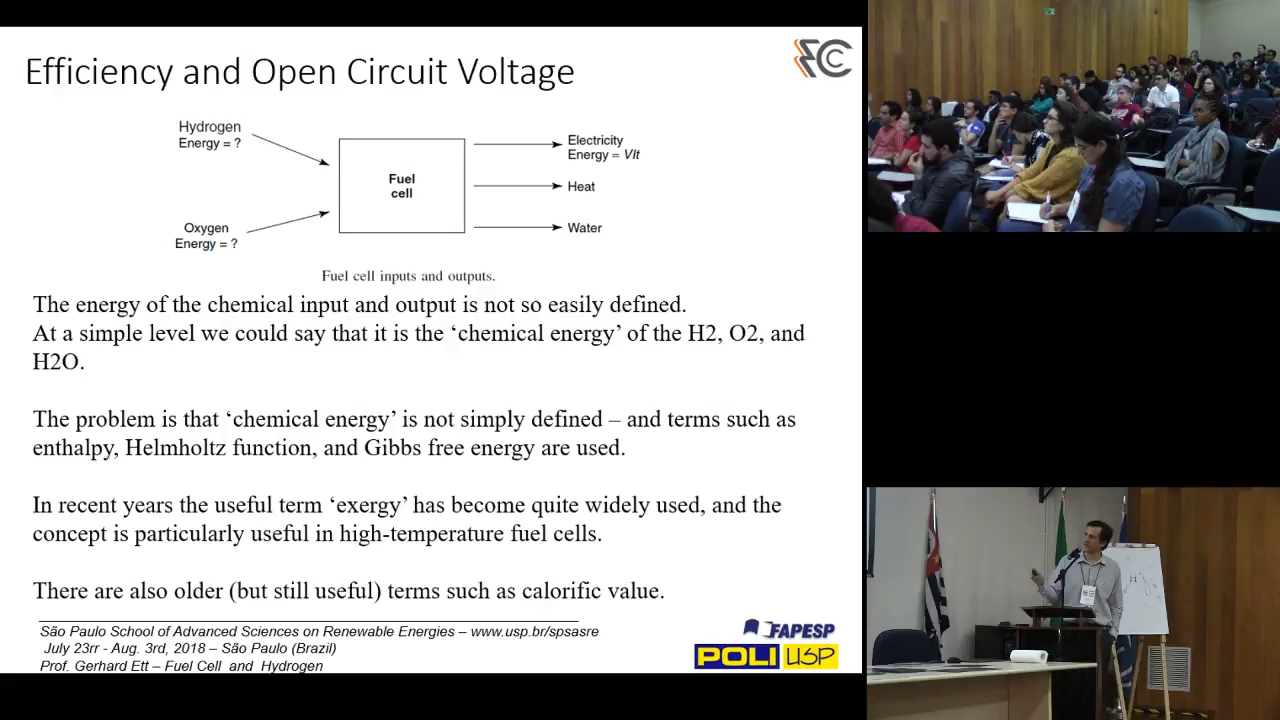 Efficiency and Open Circuit Voltage
FCC
Hydrogen
Energy = ?
Oxygen
Energy = ?
Fuel
cell
Electricity
Energy = VIt
Heat
Water
Fuel cell inputs and outputs.
The energy of the chemical input and output is not so easily defined.
At a simple level we could say that it is the ‘chemical energy’ of the H2, O2, and
H2O.
The problem is that ‘chemical energy’ is not simply defined – and terms such as
enthalpy, Helmholtz function, and Gibbs free energy are used.
In recent years the useful term ‘exergy’ has become quite widely used, and the
concept is particularly useful in high-temperature fuel cells.
There are also older (but still useful) terms such as calorific value.
São Paulo School of Advanced Sciences on Renewable Energies – www.usp.br/spsasre
July 23rr - Aug. 3rd, 2018 – São Paulo (Brazil)
Prof. Gerhard Ett – Fuel Cell and Hydrogen
FAPESP
POLI USP